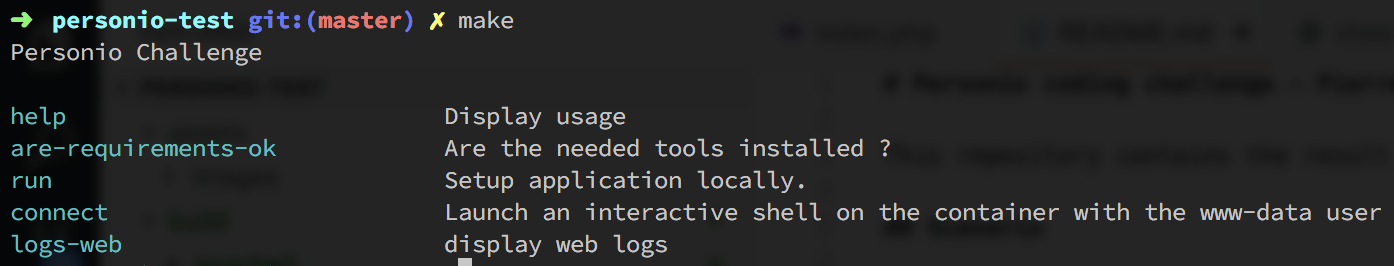 ➜ personio-test git:(master) ✗ make
Personio Challenge
help Display usage
are-requirements-ok Are the needed tools installed ?
run Setup application locally.
connect Launch an interactive shell on the container with the www-data user
logs-web display web logs